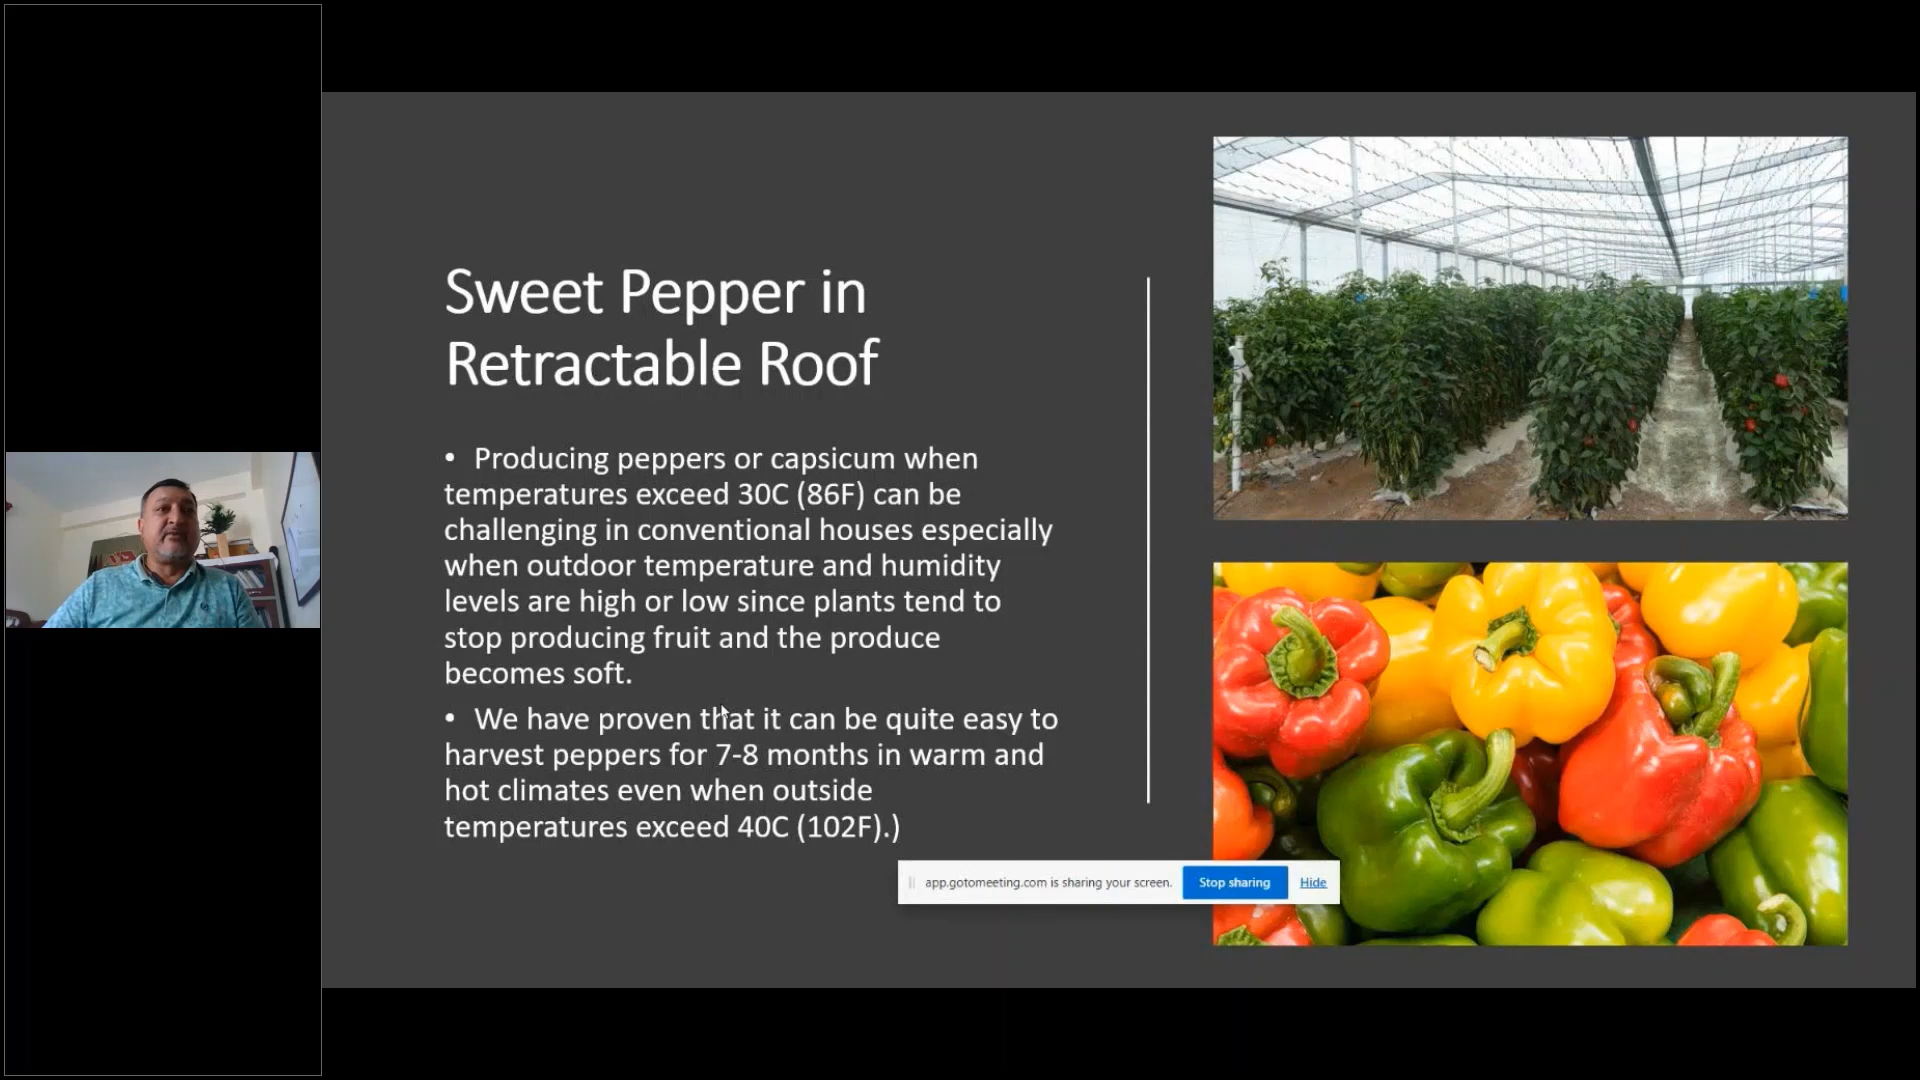 Sweet Pepper in
Retractable Roof
• Producing peppers or capsicum when
temperatures exceed 30C (86F) can be
challenging in conventional houses especially
when outdoor temperature and humidity
levels are high or low since plants tend to
stop producing fruit and the produce
becomes soft.
• We have proven that it can be quite easy to
harvest peppers for 7-8 months in warm and
hot climates even when outside
temperatures exceed 40C (102F).)
app.gotomeeting.com is sharing your screen. Stop sharing Hide